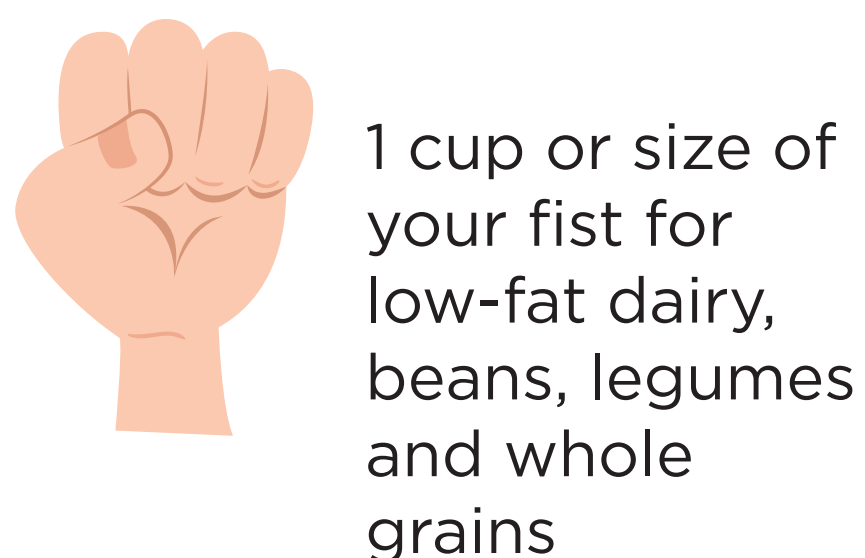 1 cup or size of
your fist for
low-fat dairy,
beans, legumes
and whole
grains